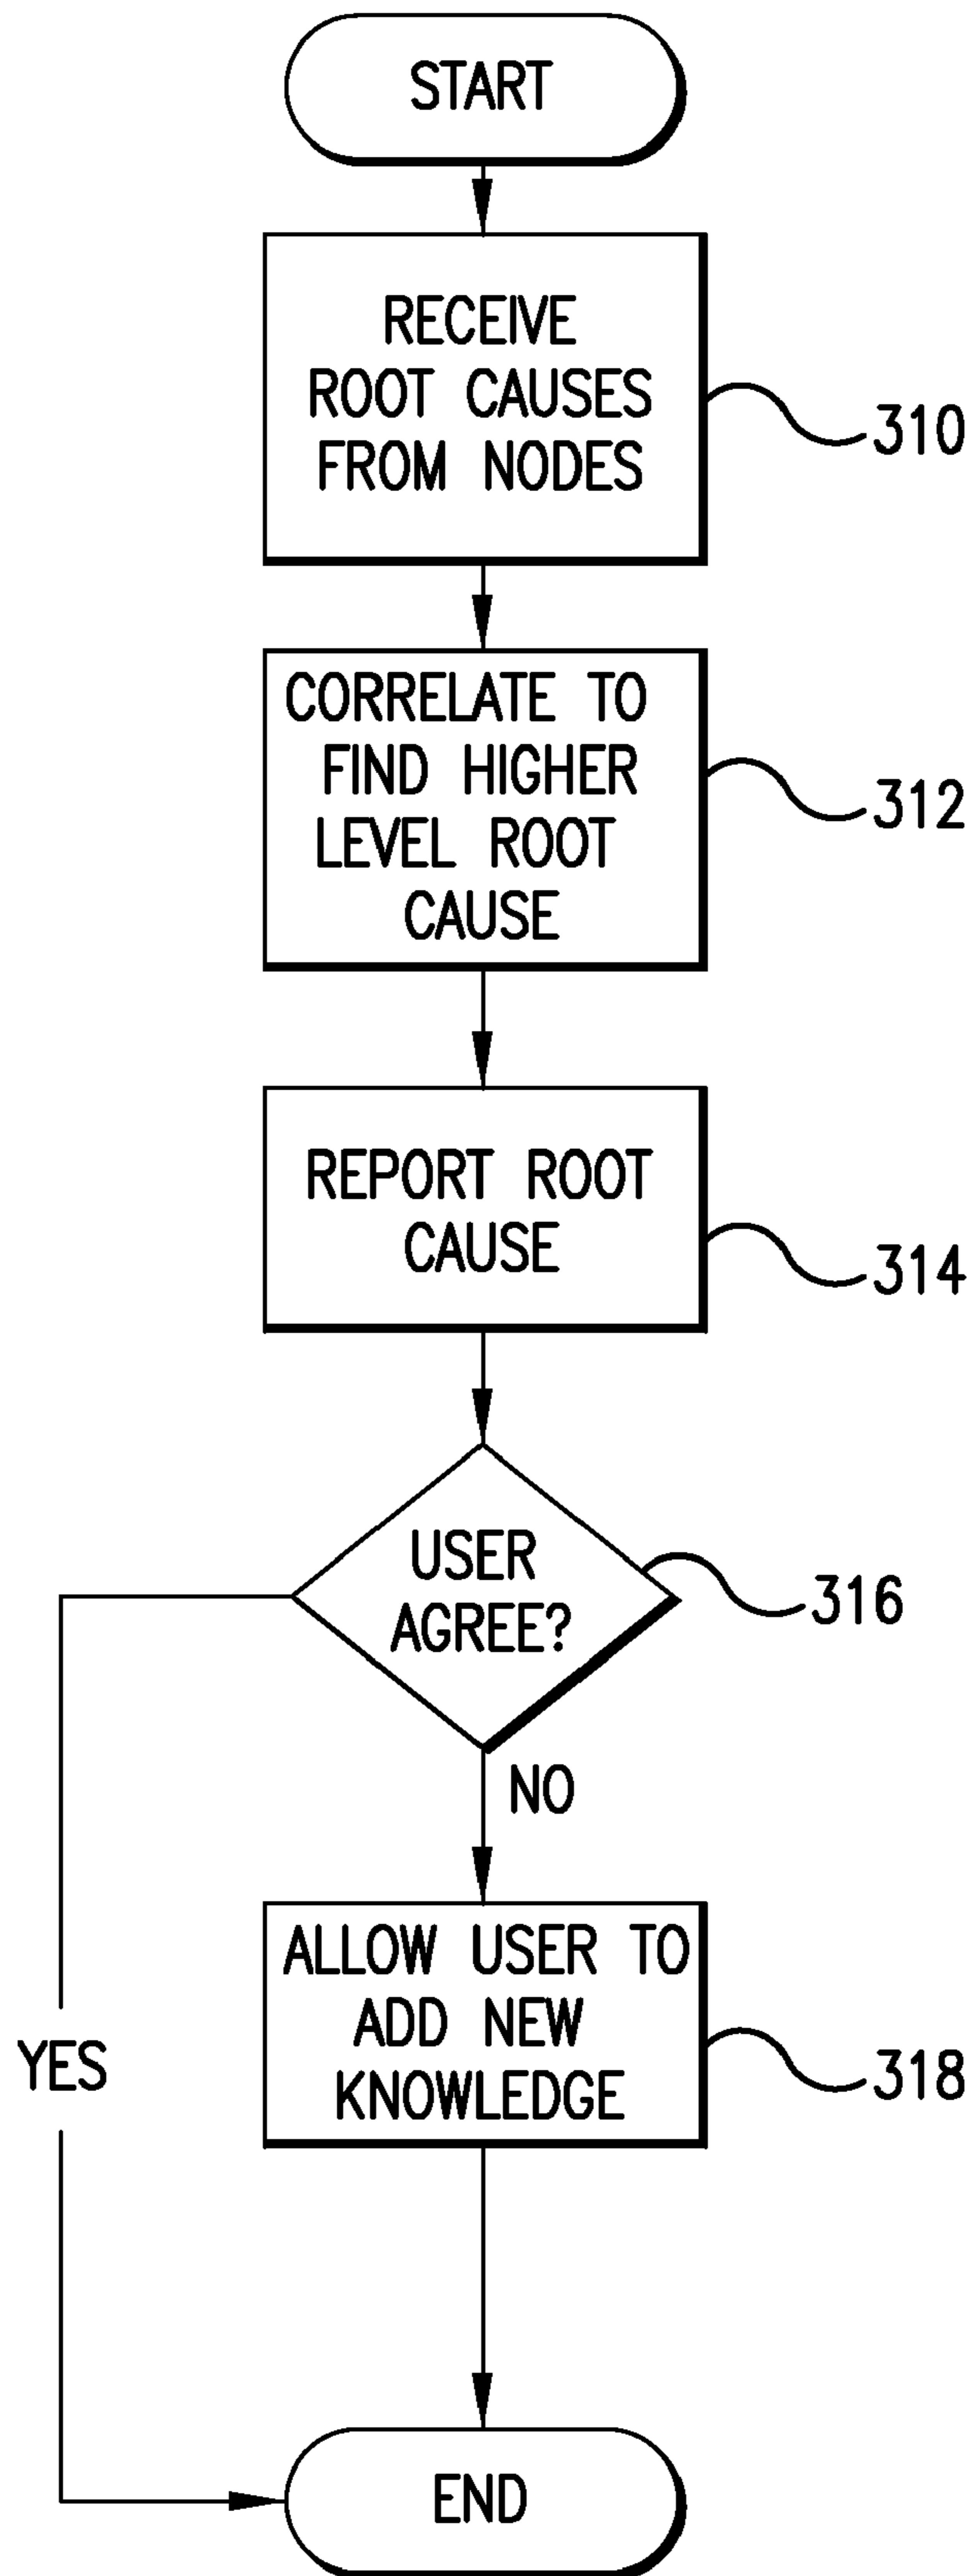 START
RECEIVE
ROOT CAUSES
FROM NODES
310
CORRELATE TO
FIND HIGHER
LEVEL ROOT
CAUSE
312
REPORT ROOT
CAUSE
314
USER
AGREE?
316
NO
ALLOW USER TO
ADD NEW
KNOWLEDGE
318
YES
END